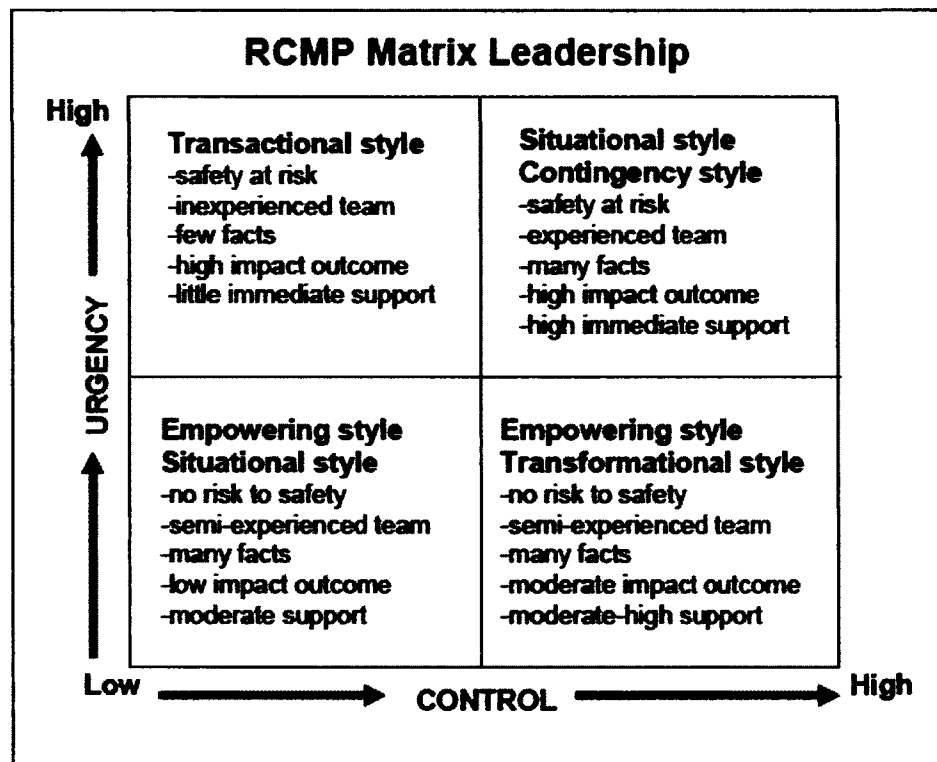 RCMP Matrix Leadership
High
Transactional style
-safety at risk
-inexperienced team
-few facts
-high impact outcome
-little immediate support
Situational style
Contingency style
-safety at risk
-experienced team
-many facts
-high impact outcome
-high immediate support
URGENCY
Empowering style
Situational style
-no risk to safety
-semi-experienced team
-many facts
-low impact outcome
-moderate support
Empowering style
Transformational style
-no risk to safety
-semi-experienced team
-many facts
-moderate impact outcome
-moderate-high support
Low
CONTROL
High